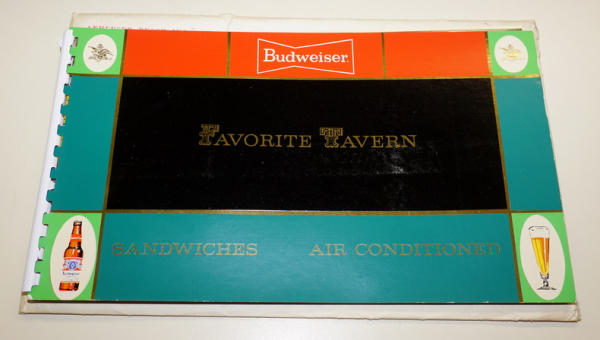 Budweiser
FAVORITE TAVERN
SANDWICHES AIR CONDITIONED